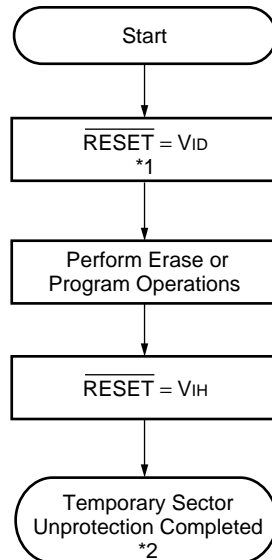 Start
RESET = VID
*1
Perform Erase or
Program Operations
RESET = VIH
Temporary Sector
Unprotection Completed
*2